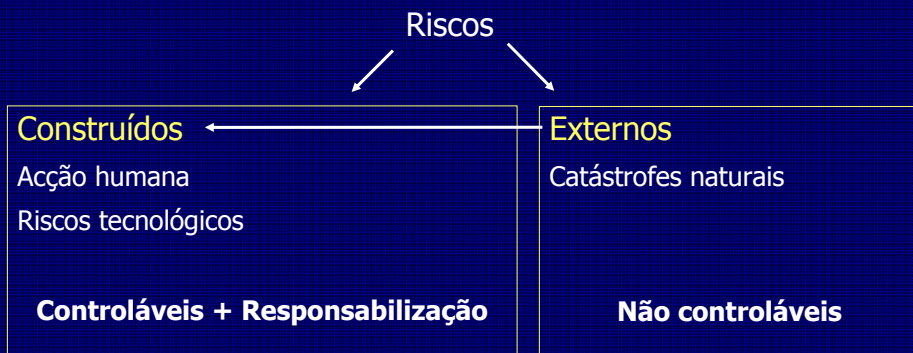 Riscos
Construídos
Acção humana
Riscos tecnológicos
Controláveis + Responsabilização
Externos
Catástrofes naturais
Não controláveis